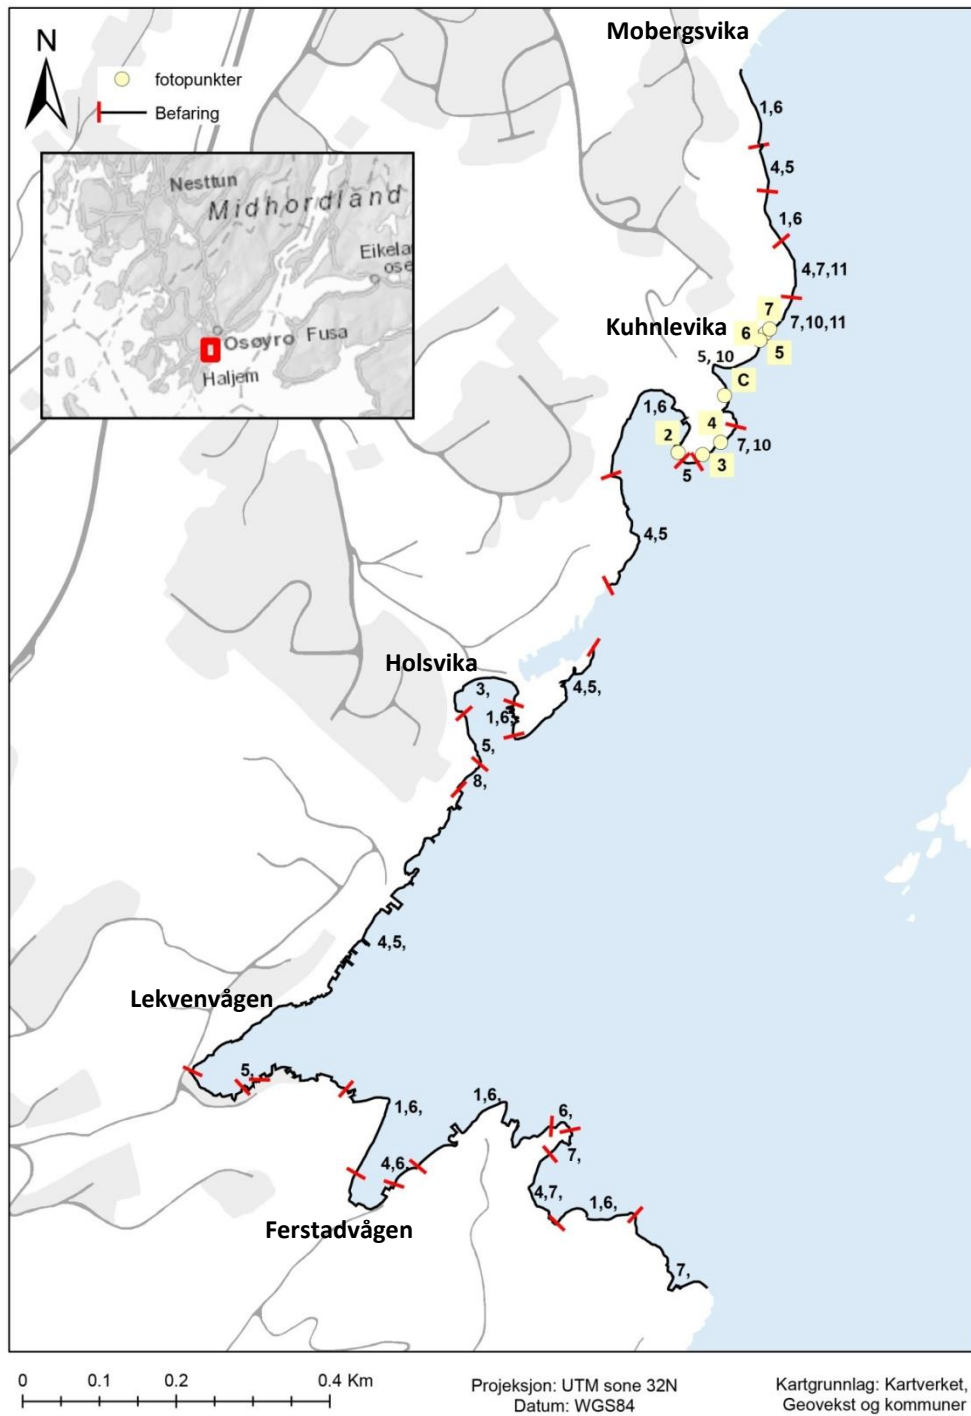 Mobergsvika
N
fotopunkter
Befaring
1,6
4,5
1,6
4,7,11
Nesttun
Midhordland
Eikela
ose
Osøyro Fusa
Haljem
Kuhnlevika
7
6
7,10,11
5
5, 10
C
1,6
4
2
7, 10
3
5
4,5
Holsvika
3,
4,5,
1,6,
5,
8,
4,5,
Lekvenvågen
5,
1,6,
1,6,
6,
7,
4,6,
4,7,
1,6,
Ferstadvågen
7,
0 0.1 0.2 0.4 Km
Projeksjon: UTM sone 32N
Datum: WGS84
Kartgrunnlag: Kartverket,
Geovekst og kommuner